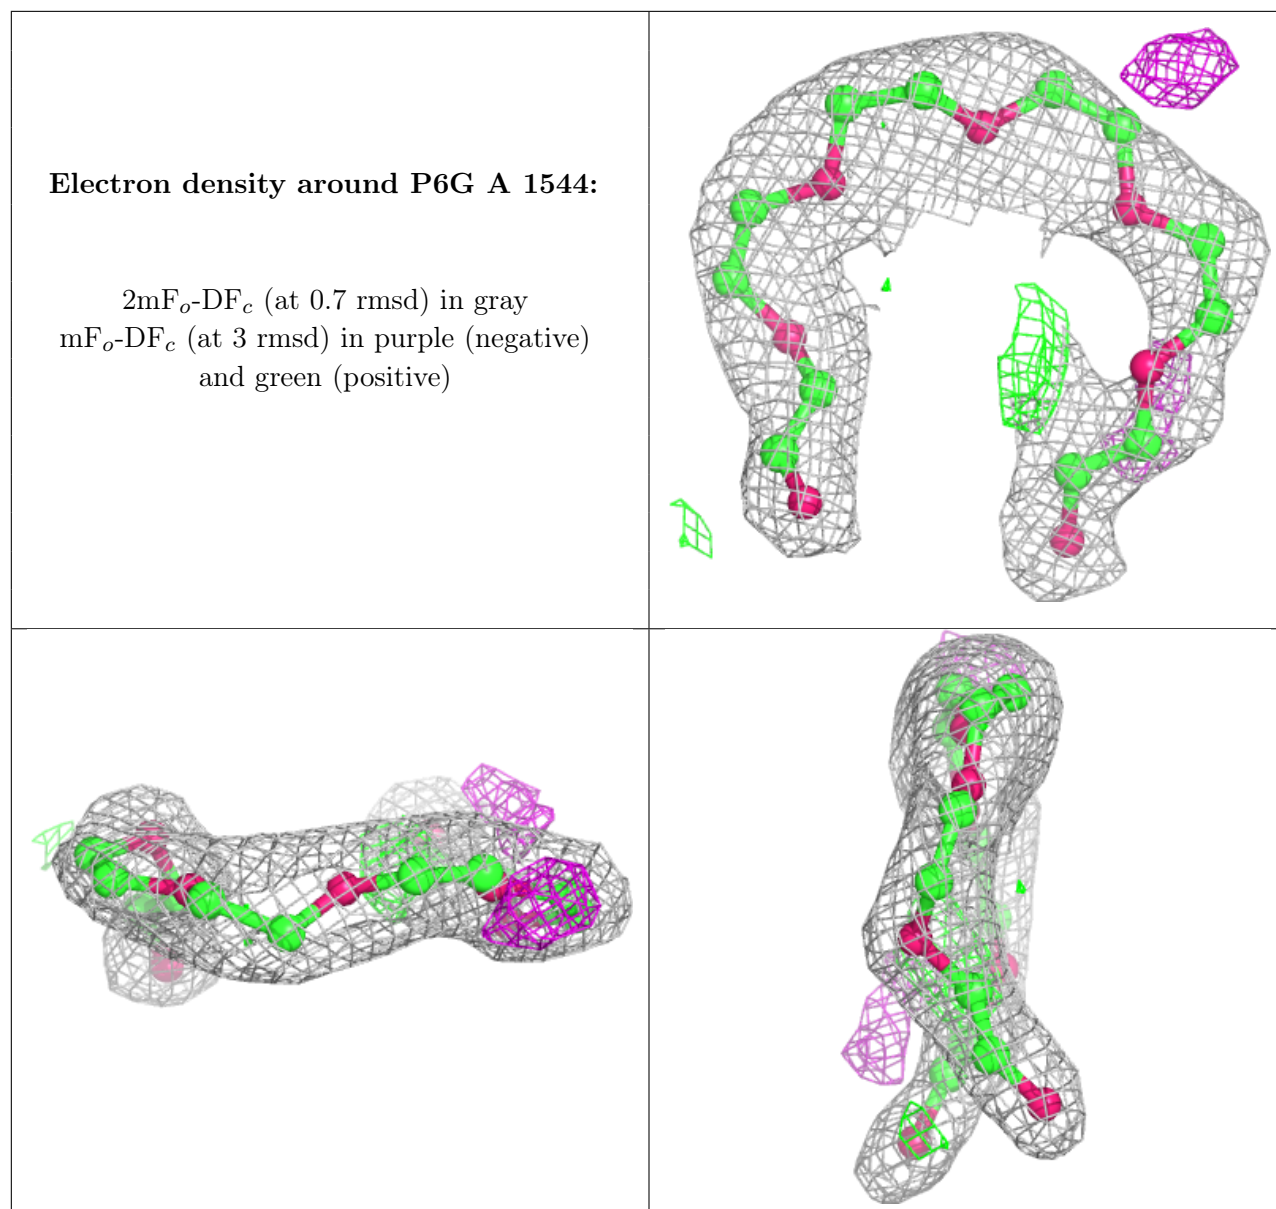 Electron density around P6G A 1544:
2mFo-DFc (at 0.7 rmsd) in gray
mFo-DFc (at 3 rmsd) in purple (negative)
and green (positive)